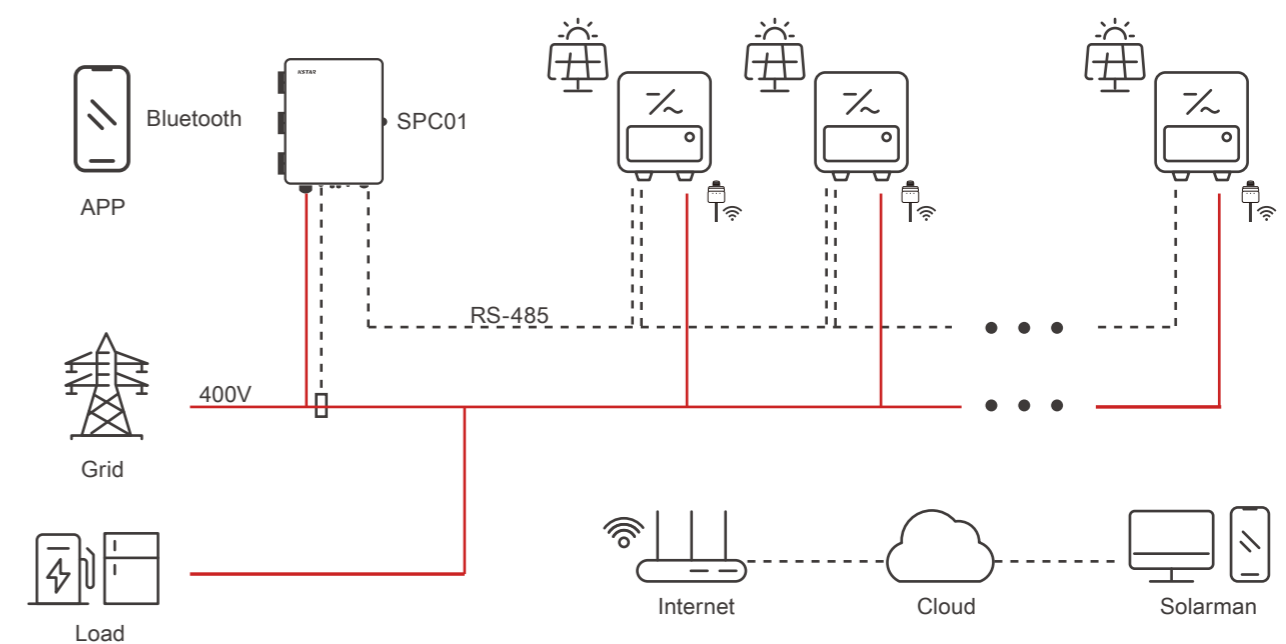 KSTAR
Bluetooth
SPC01
APP
RS-485
400V
Grid
Load
Internet
Cloud
Solarman